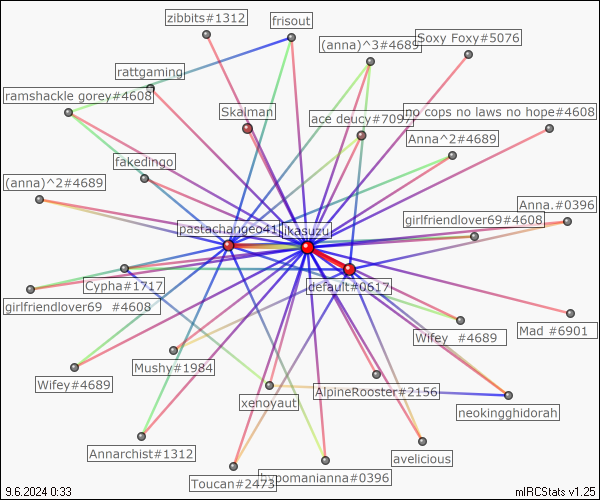 zibbits#1312
frisout
(anna)^3#4689
Soxy Foxy#5076
rattgaming
ramshackle gorey#4608
Skalman
ace deucy#7097
no cops no laws no hope#4608
Anna^2#4689
fakedingo
(anna)^2#4689
Anna.#0396
girlfriendlover69#4608
pastachangeo41
likasuzu
Cypha#1717
default#0617
girlfriendlover69 #4608
Mad #6901
Wifey #4689
Mushy#1984
Wifey#4689
AlpineRooster#2156
xenoyaut
neokingghidorah
Annarchist#1312
avelicious
Toucan#2473
hypomanianna#0396
9.6.2024 0:33
mIRCStats v1.25